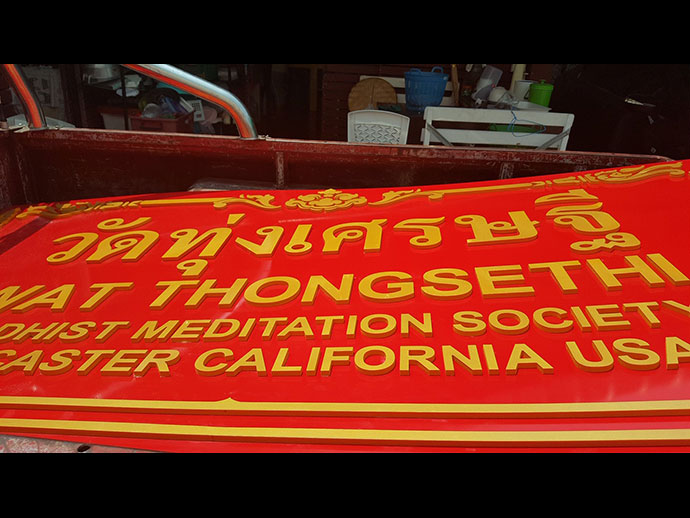 วัดทุ่งเศรษฐี
WAT THONGSETHI
DHIST MEDITATION SOCIETY
CASTER CALIFORNIA USA